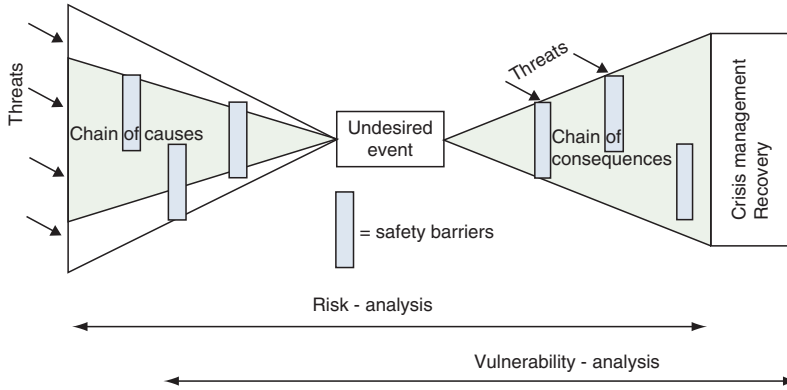 Threats
Chain of causes
Undesired
event
= safety barriers
Threats
Chain of
consequences
Crisis management
Recovery
Risk - analysis
Vulnerability - analysis